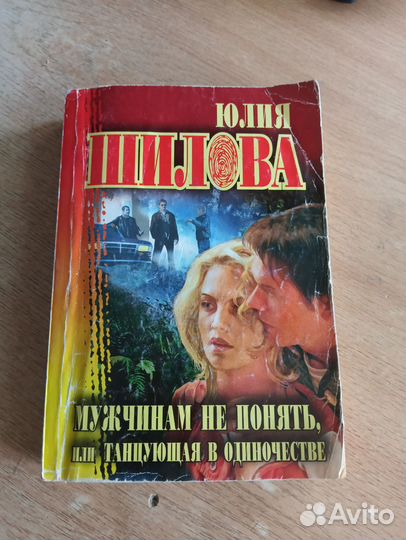 ЮЛИЯ
ШИЛОВА
МУЖЧИНАМ НЕ ПОНЯТЬ,
ИЛИ ТАНЦУЮЩАЯ В ОДИНОЧЕСТВЕ
Avito